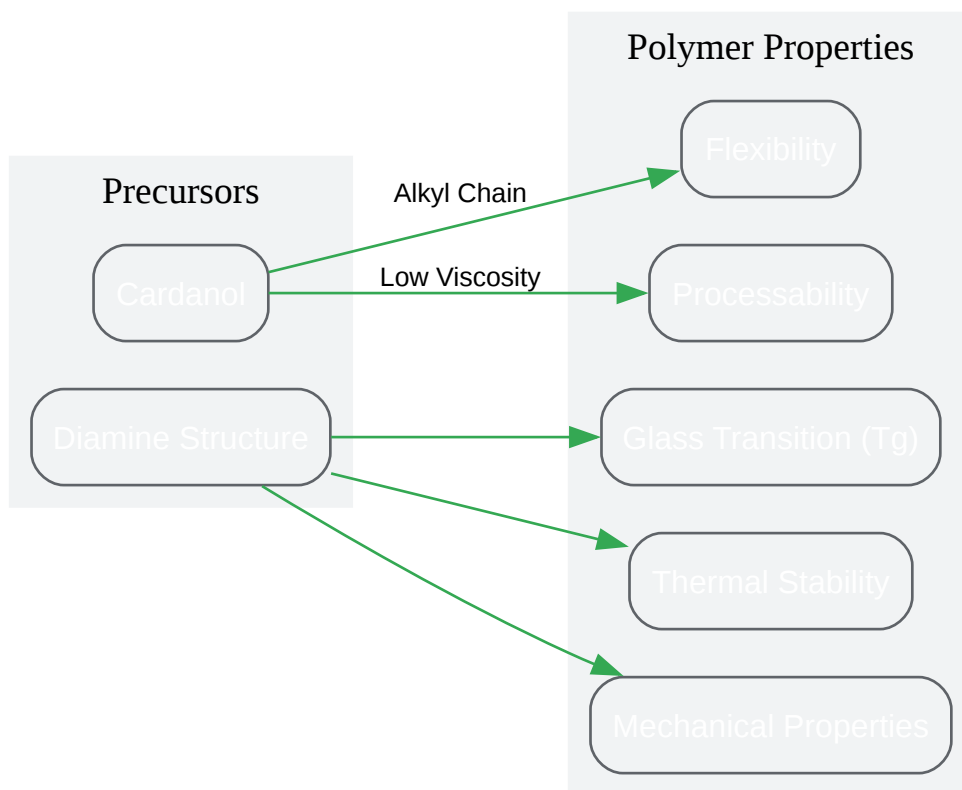 Polymer Properties
Flexibility
Precursors
Alkyl Chain
Low Viscosity
Cardanol
Processability
Diamine Structure
Glass Transition (Tg)
Thermal Stability
Mechanical Properties